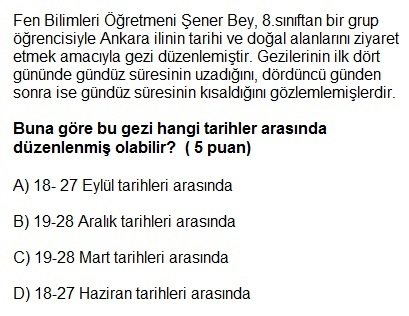 Fen Bilimleri Öğretmeni Şener Bey, 8.sınıftan bir grup
öğrencisiyle Ankara ilinin tarihi ve doğal alanlarını ziyaret
etmek amacıyla gezi düzenlemiştir. Gezilerinin ilk dört
gününde gündüz süresinin uzadığını, dördüncü günden
sonra ise gündüz süresinin kısaldığını gözlemlemişlerdir.
Buna göre bu gezi hangi tarihler arasında
düzenlenmiş olabilir? ( 5 puan)
A) 18- 27 Eylül tarihleri arasında
B) 19-28 Aralık tarihleri arasında
C) 19-28 Mart tarihleri arasında
D) 18-27 Haziran tarihleri arasında